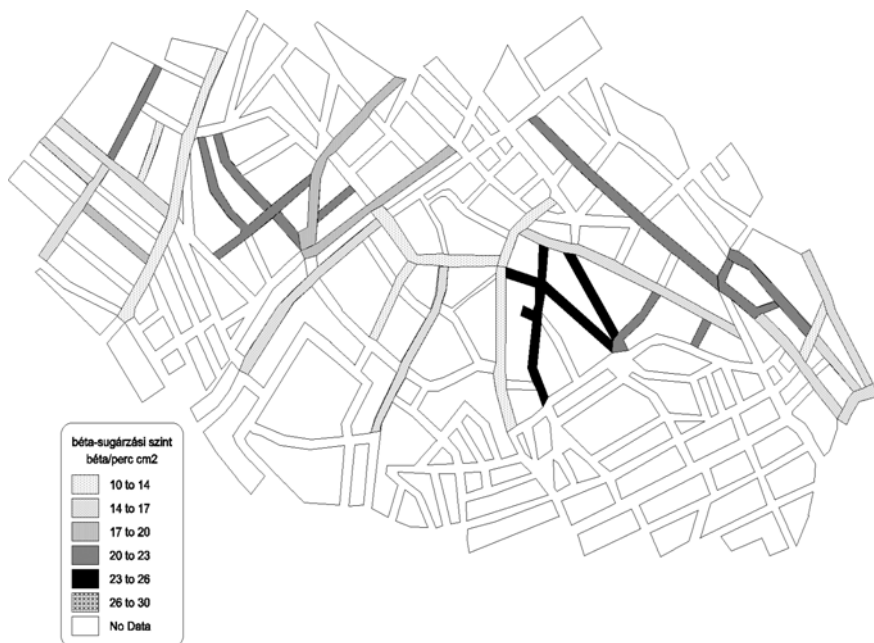 béta-sugárzási szint
béta/perc cm2
10 to 14
14 to 17
17 to 20
20 to 23
23 to 26
26 to 30
No Data